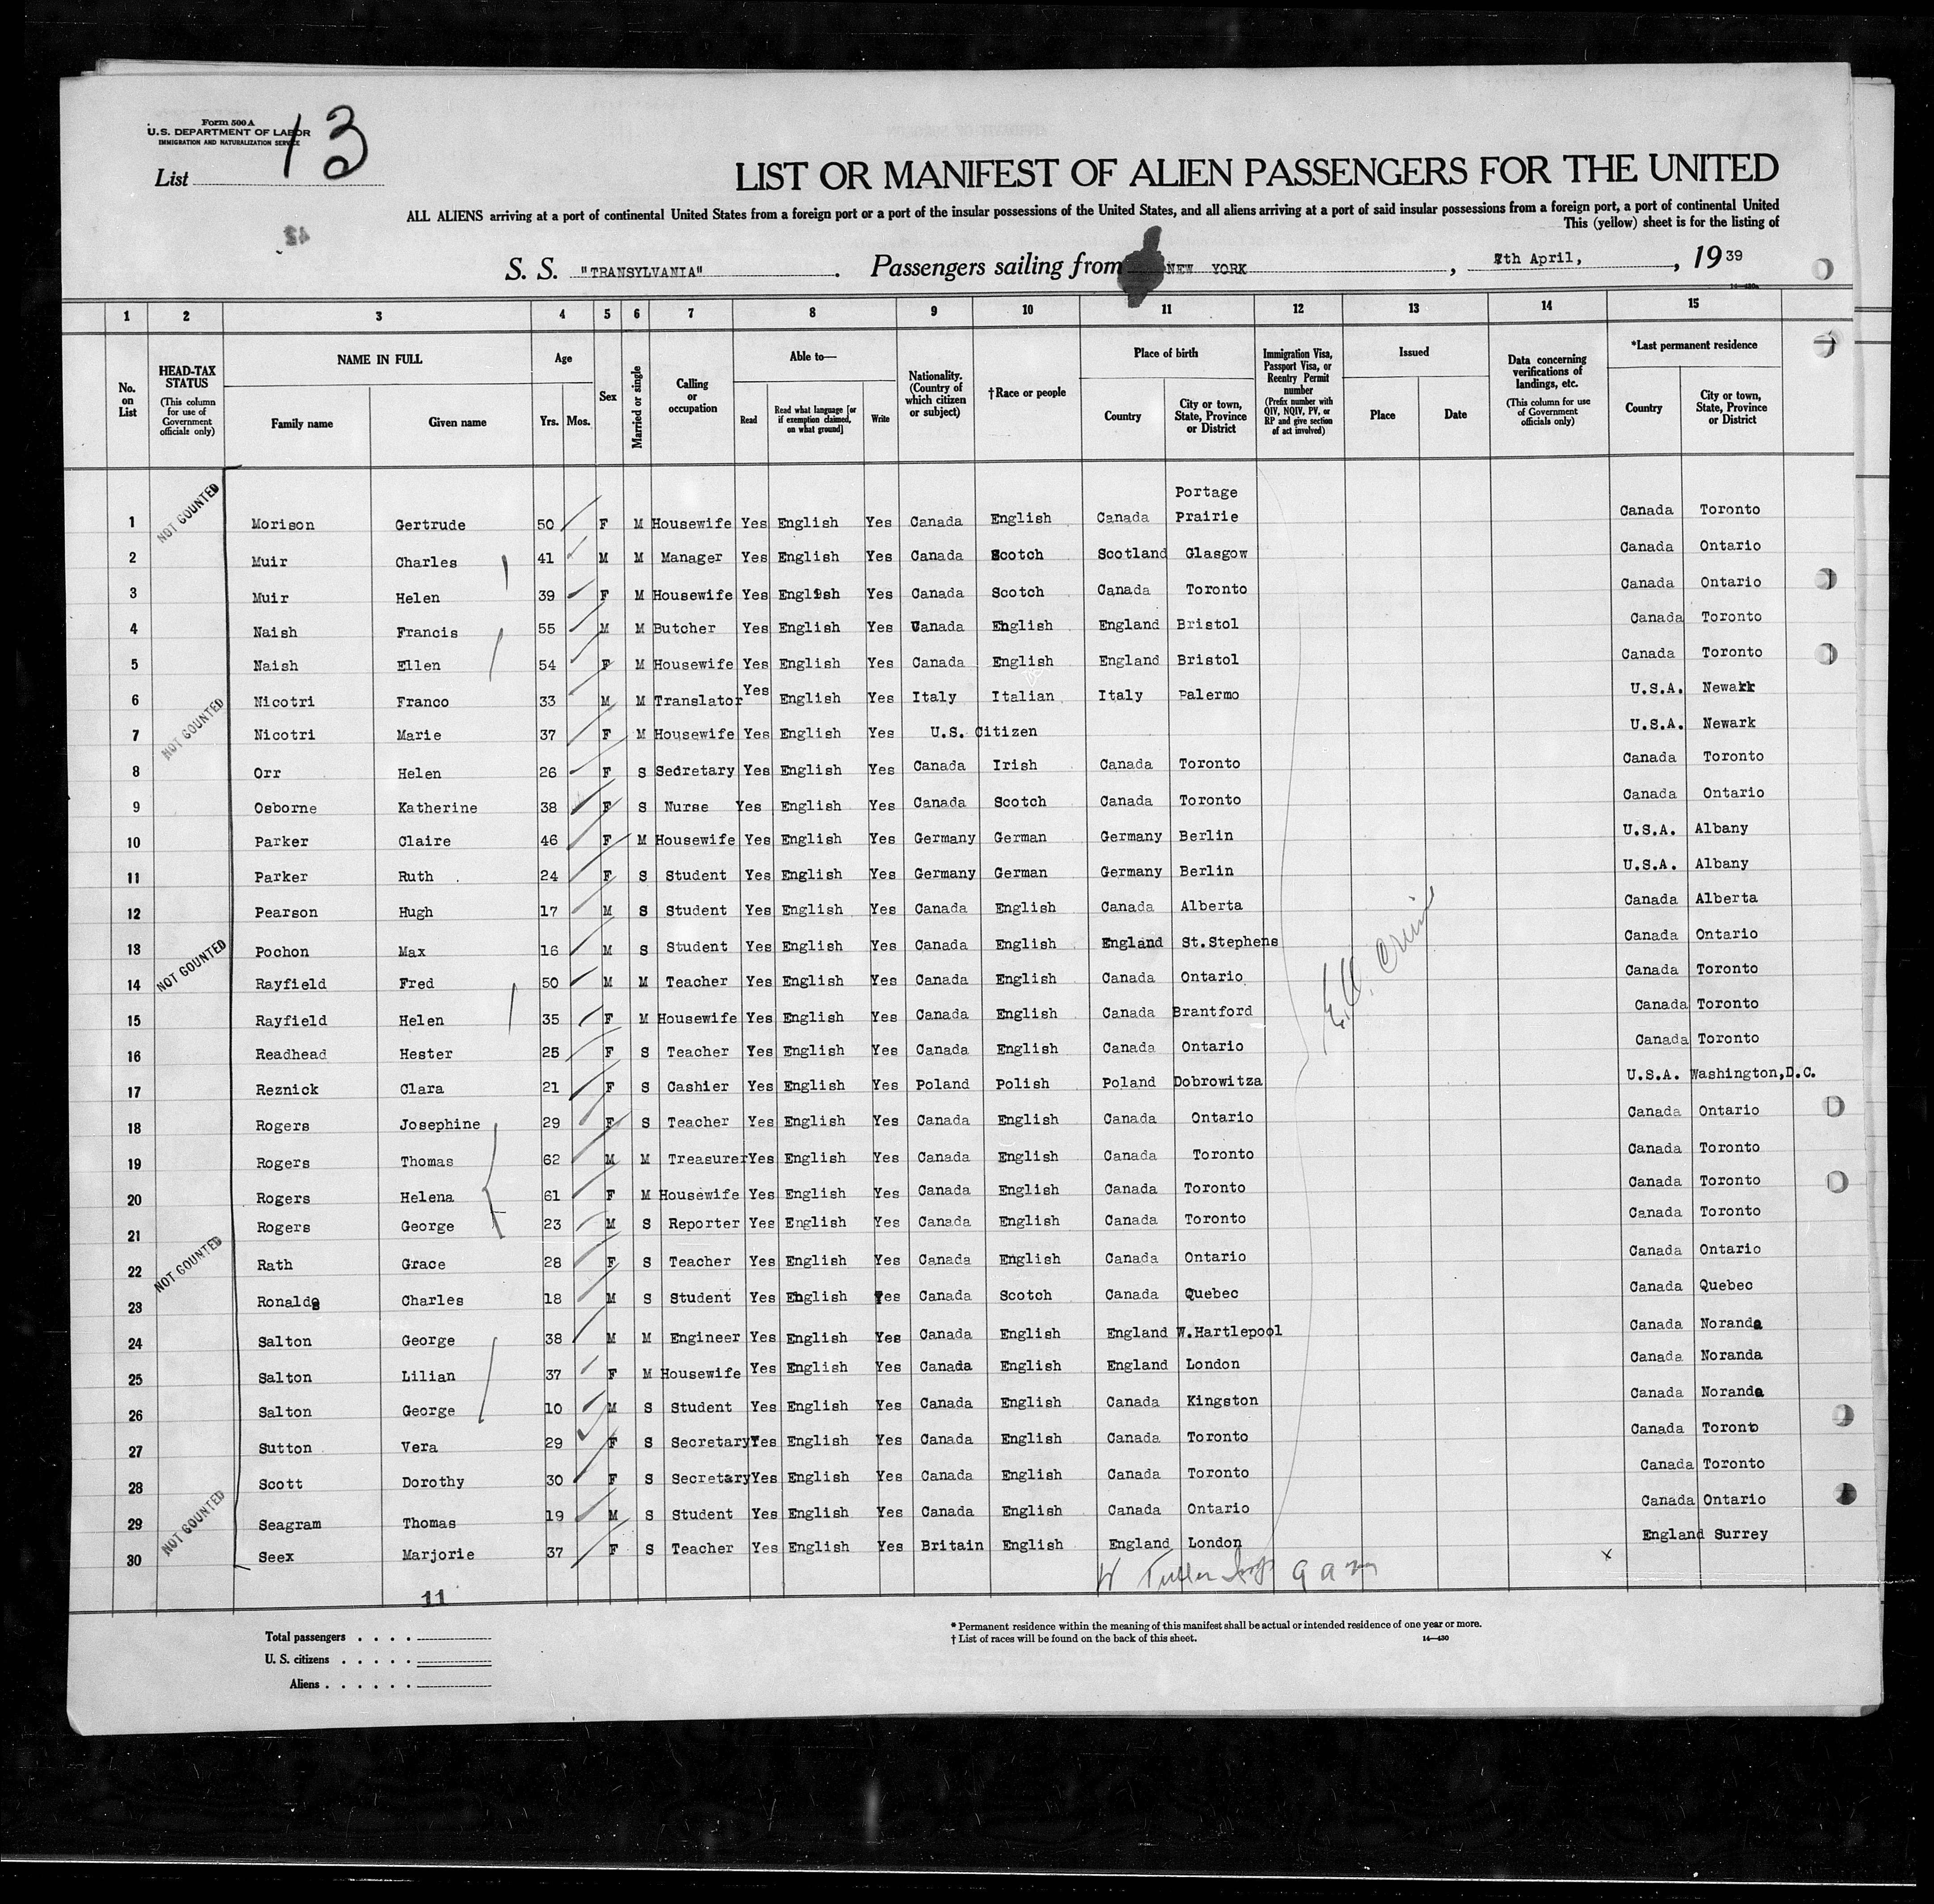 Form 500 A
U.S. DEPARTMENT OF LABOR
IMMIGRATION AND NATURALIZATION SERVICE
List 13
LIST OR MANIFEST OF ALIEN PASSENGERS FOR THE UNITED
ALL ALIENS arriving at a port of continental United States from a foreign port or a port of the insular possessions of the United States, and all aliens arriving at a port of said insular possessions from a foreign port, a port of continental United
This (yellow) sheet is for the listing of
S. S. "TRANSYLVANIA". Passengers sailing from NEW YORK, 7th April, , 1939
14—430a
1 2 3 4 5 6 7 8 9 10 11 12 13 14 15
No. on List
HEAD-TAX STATUS (This column for use of Government officials only)
NAME IN FULL Family name Given name
Age Yrs. Mos.
Sex
Married or single
Calling or occupation
Able to— Read Read what language [or if exemption claimed, on what ground] Write
Nationality. (Country of which citizen or subject)
†Race or people
Place of birth Country City or town, State, Province or District
Immigration Visa, Passport Visa, or Reentry Permit number (Prefix number with QIV, NQIV, PV, or RP and give section of act involved)
Issued Place Date
Data concerning verifications of landings, etc. (This column for use of Government officials only)
*Last permanent residence Country City or town, State, Province or District
NOT COUNTED
1 Morison Gertrude 50 F M Housewife Yes English Yes Canada English Canada Portage Prairie Canada Toronto
2 Muir Charles 41 M M Manager Yes English Yes Canada Scotch Scotland Glasgow Canada Ontario
3 Muir Helen 39 F M Housewife Yes English Yes Canada Scotch Canada Toronto Canada Ontario
4 Naish Francis 55 M M Butcher Yes English Yes Canada English England Bristol Canada Toronto
5 Naish Ellen 54 F M Housewife Yes English Yes Canada English England Bristol Canada Toronto
6 Nicotri Franco 33 M M Translator Yes English Yes Italy Italian Italy Palermo U.S.A. Newark
NOT COUNTED
7 Nicotri Marie 37 F M Housewife Yes English Yes U.S. Citizen U.S.A. Newark
8 Orr Helen 26 F S Secretary Yes English Yes Canada Irish Canada Toronto Canada Toronto
9 Osborne Katherine 38 F S Nurse Yes English Yes Canada Scotch Canada Toronto Canada Ontario
10 Parker Claire 46 F M Housewife Yes English Yes Germany German Germany Berlin U.S.A. Albany
11 Parker Ruth . 24 F S Student Yes English Yes Germany German Germany Berlin U.S.A. Albany
12 Pearson Hugh 17 M S Student Yes English Yes Canada English Canada Alberta Canada Alberta
13 Pochon Max 16 M S Student Yes English Yes Canada English England St.Stephens Canada Ontario
NOT COUNTED
14 Rayfield Fred 50 M M Teacher Yes English Yes Canada English Canada Ontario Canada Toronto
15 Rayfield Helen 35 F M Housewife Yes English Yes Canada English Canada Brantford Canada Toronto
16 Readhead Hester 25 F S Teacher Yes English Yes Canada English Canada Ontario Canada Toronto
17 Reznick Clara 21 F S Cashier Yes English Yes Poland Polish Poland Dobrowitza U.S.A. Washington,D.C.
18 Rogers Josephine 29 F S Teacher Yes English Yes Canada English Canada Ontario Canada Ontario
19 Rogers Thomas 62 M M Treasurer Yes English Yes Canada English Canada Toronto Canada Toronto
20 Rogers Helena 61 F M Housewife Yes English Yes Canada English Canada Toronto Canada Toronto
21 Rogers George 23 M S Reporter Yes English Yes Canada English Canada Toronto Canada Toronto
NOT COUNTED
22 Rath Grace 28 F S Teacher Yes English Yes Canada English Canada Ontario Canada Ontario
23 Ronalds Charles 18 M S Student Yes English Yes Canada Scotch Canada Quebec Canada Quebec
24 Salton George 38 M M Engineer Yes English Yes Canada English England W.Hartlepool Canada Noranda
25 Salton Lilian 37 F M Housewife Yes English Yes Canada English England London Canada Noranda
26 Salton George 10 M S Student Yes English Yes Canada English Canada Kingston Canada Noranda
27 Sutton Vera 29 F S Secretary Yes English Yes Canada English Canada Toronto Canada Toronto
28 Scott Dorothy 30 F S Secretary Yes English Yes Canada English Canada Toronto Canada Toronto
29 Seagram Thomas 19 M S Student Yes English Yes Canada English Canada Ontario Canada Ontario
NOT COUNTED
30 Seex Marjorie 37 F S Teacher Yes English Yes Britain English England London x England Surrey
11
9 am
Total passengers . . . .
U. S. citizens . . . . .
Aliens . . . . . .
* Permanent residence within the meaning of this manifest shall be actual or intended residence of one year or more.
† List of races will be found on the back of this sheet.
14—430